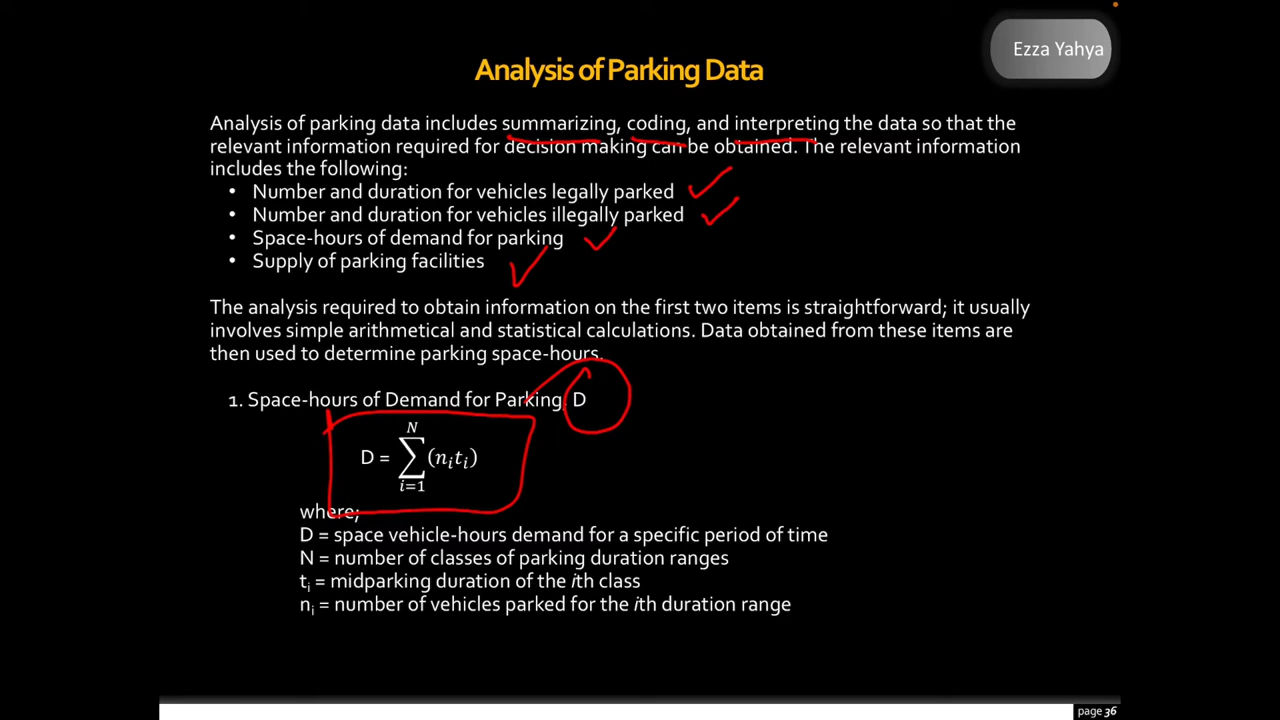 Ezza Yahya
Analysis of Parking Data
Analysis of parking data includes summarizing, coding, and interpreting the data so that the
relevant information required for decision making can be obtained. The relevant information
includes the following:
• Number and duration for vehicles legally parked
• Number and duration for vehicles illegally parked
• Space-hours of demand for parking
• Supply of parking facilities
The analysis required to obtain information on the first two items is straightforward; it usually
involves simple arithmetical and statistical calculations. Data obtained from these items are
then used to determine parking space-hours.
1. Space-hours of Demand for Parking, D
D = ∑_{i=1}^{N} (n_i t_i)
where;
D = space vehicle-hours demand for a specific period of time
N = number of classes of parking duration ranges
t_i = midparking duration of the ith class
n_i = number of vehicles parked for the ith duration range
page 36